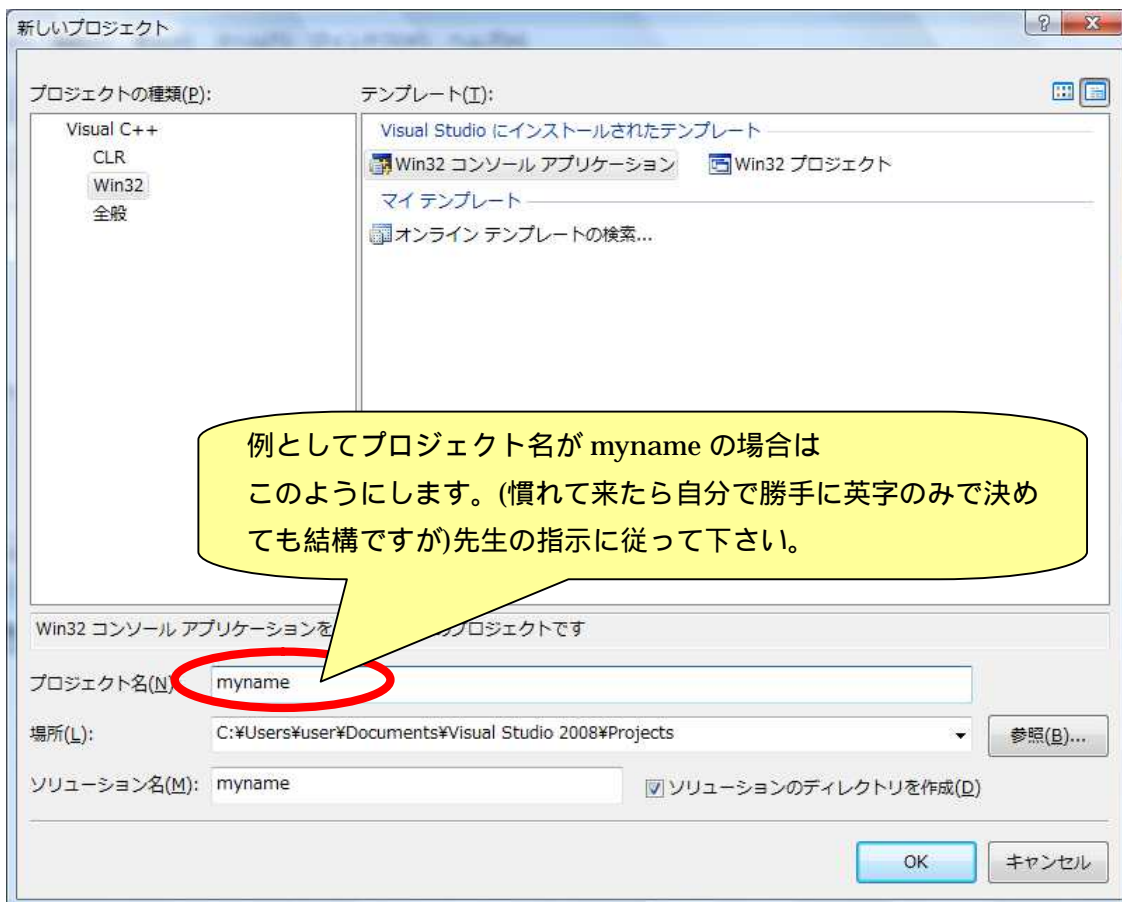 新しいプロジェクト
プロジェクトの種類(P):
テンプレート(T):
Visual C++
CLR
Win32
全般
Visual Studio にインストールされたテンプレート
Win32 コンソール アプリケーション
Win32 プロジェクト
マイ テンプレート
オンライン テンプレートの検索...
例としてプロジェクト名が myname の場合は
このようにします。(慣れて来たら自分で勝手に英字のみで決め
ても結構ですが)先生の指示に従って下さい。
Win32 コンソール アプリケーションを プロジェクトです
プロジェクト名(N) myname
場所(L): C:¥Users¥user¥Documents¥Visual Studio 2008¥Projects 参照(B)...
ソリューション名(M): myname ソリューションのディレクトリを作成(D)
OK キャンセル